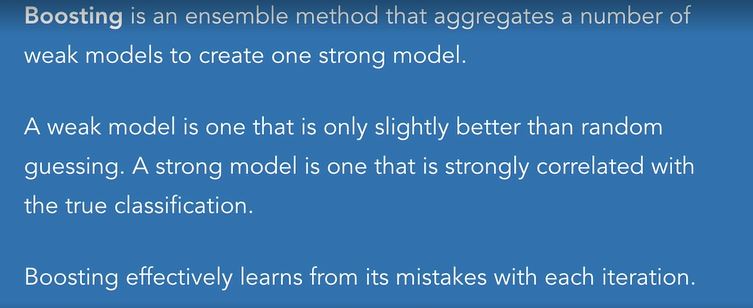 Boosting is an ensemble method that aggregates a number of
weak models to create one strong model.
A weak model is one that is only slightly better than random
guessing. A strong model is one that is strongly correlated with
the true classification.
Boosting effectively learns from its mistakes with each iteration.